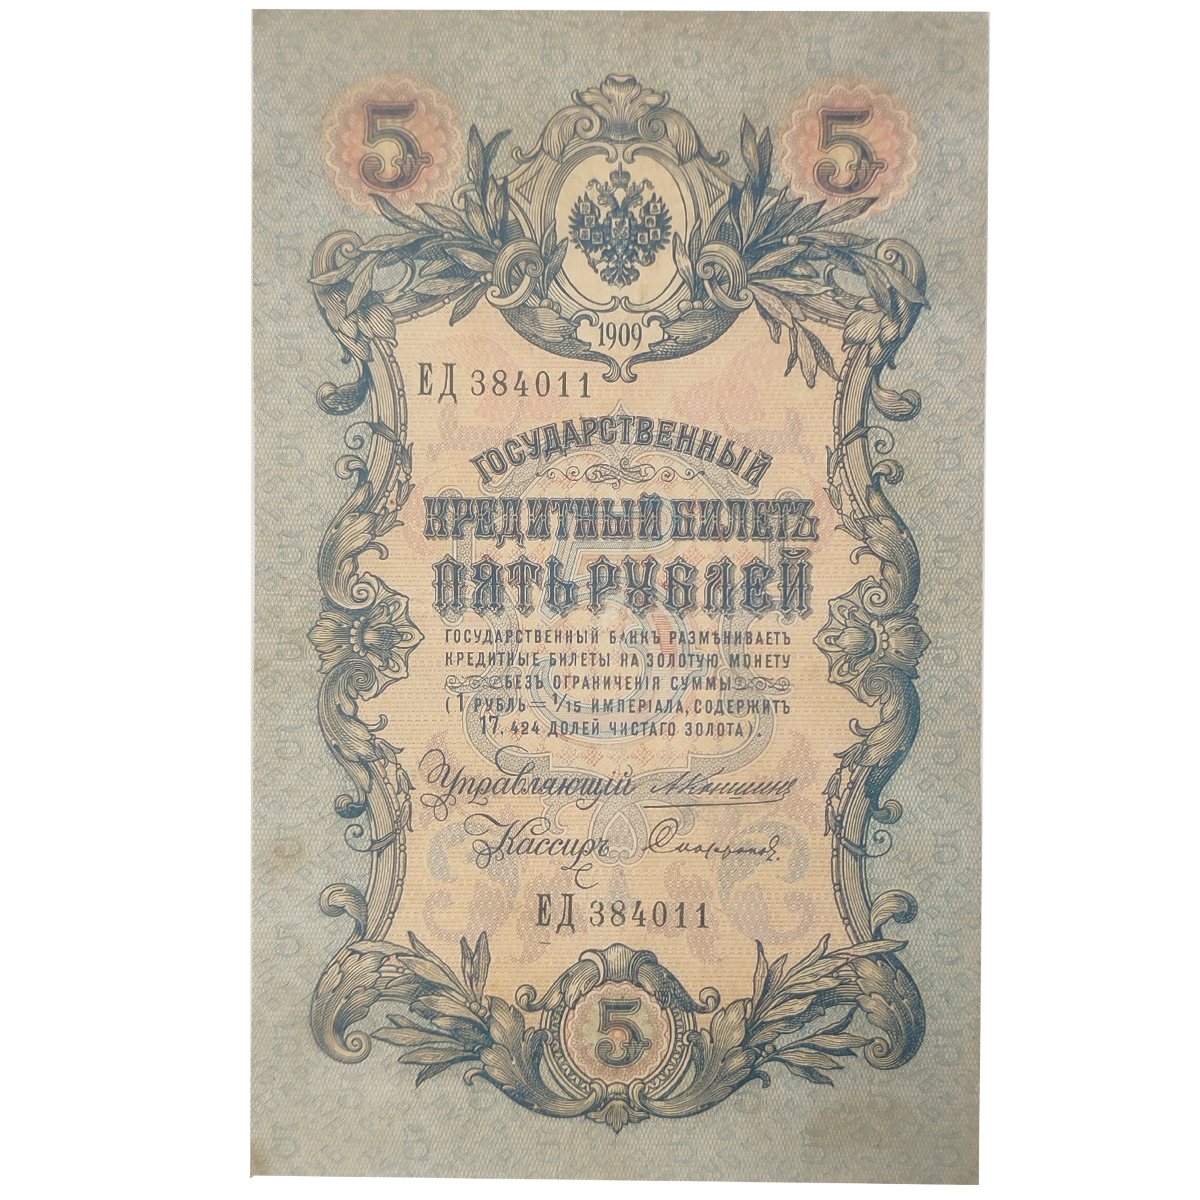 5 5
1909
ЕД 384011
ГОСУДАРСТВЕННЫЙ
КРЕДИТНЫЙ БИЛЕТЪ
ПЯТЬ РУБЛЕЙ
ГОСУДАРСТВЕННЫЙ БАНКЪ РАЗМѢНИВАЕТЪ
КРЕДИТНЫЕ БИЛЕТЫ НА ЗОЛОТУЮ МОНЕТУ
БЕЗЪ ОГРАНИЧЕНІЯ СУММЫ
(1 РУБЛЬ = 1/15 ИМПЕРІАЛА, СОДЕРЖИТЪ
17,424 ДОЛЕЙ ЧИСТАГО ЗОЛОТА).
Управляющій АКоншинъ
Кассиръ
ЕД 384011
5